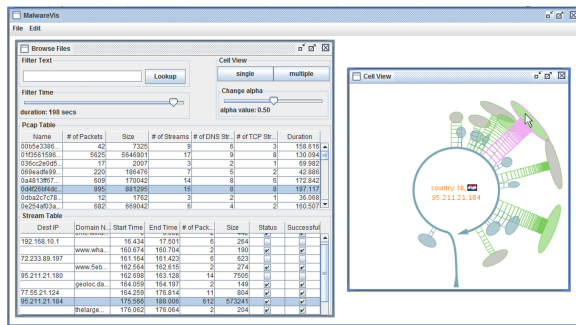 MalwareVis
File Edit
Browse Files
Filter Text
Lookup
Cell View
single multiple
Filter Time
Change alpha
duration: 198 secs
alpha value: 0.50
Pcap Table
Name # of Packets Size # of Streams # of DNS Str... # of TCP Str... Duration
00b5e3386... 42 7325 9 6 3 158.616
01f3561596... 5625 5646901 17 9 8 130.094
036cc2e0d5... 17 2007 3 2 1 69.982
069eadfe99... 220 186476 7 5 2 42.886
0a4813ff67... 609 170042 14 8 6 172.842
0d4f26bf4dc... 995 881295 16 8 8 197.117
0dba2c7c78... 12 1762 3 2 1 36.068
0e254af03a... 682 669042 6 4 2 160.507
Stream Table
Dest IP Domain N... Start Time End Time # of Pack... Size Status Successful
192.168.10.1 16.434 17.501 6 264
www.wha... 160.674 160.704 2 190
72.233.89.197 161.164 161.423 6 623
www.5eb... 162.564 162.615 2 274
95.211.21.180 162.698 163.128 14 7505
geoloc.da... 164.059 164.197 2 149
77.55.21.124 164.259 176.814 11 804
95.211.21.184 175.566 188.006 612 573241
thelarge... 176.062 176.064 2 204
Cell View
country: NL
95.211.21.184